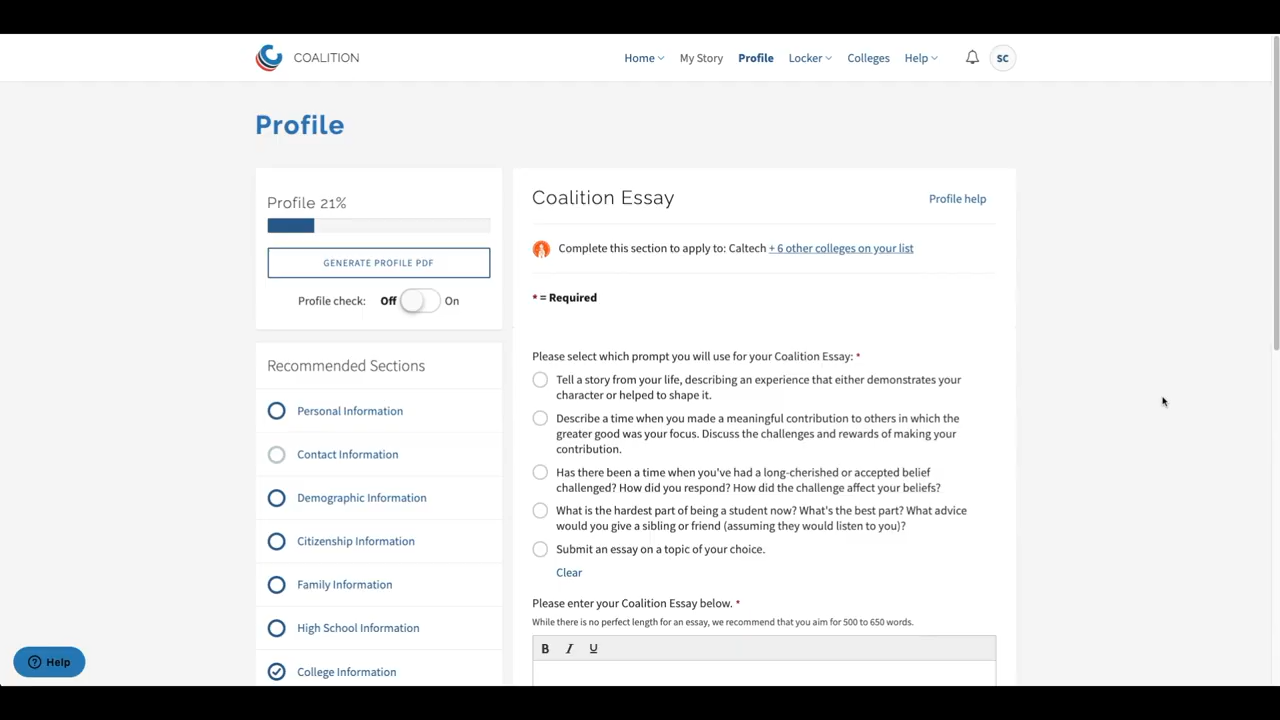 COALITION
Home
My Story
Profile
Locker
Colleges
Help
SC
Profile
Profile 21%
GENERATE PROFILE PDF
Profile check: Off On
Recommended Sections
Personal Information
Contact Information
Demographic Information
Citizenship Information
Family Information
High School Information
College Information
Help
Coalition Essay
Profile help
Complete this section to apply to: Caltech + 6 other colleges on your list
* = Required
Please select which prompt you will use for your Coalition Essay: *
Tell a story from your life, describing an experience that either demonstrates your
character or helped to shape it.
Describe a time when you made a meaningful contribution to others in which the
greater good was your focus. Discuss the challenges and rewards of making your
contribution.
Has there been a time when you've had a long-cherished or accepted belief
challenged? How did you respond? How did the challenge affect your beliefs?
What is the hardest part of being a student now? What's the best part? What advice
would you give a sibling or friend (assuming they would listen to you)?
Submit an essay on a topic of your choice.
Clear
Please enter your Coalition Essay below. *
While there is no perfect length for an essay, we recommend that you aim for 500 to 650 words.
B I U